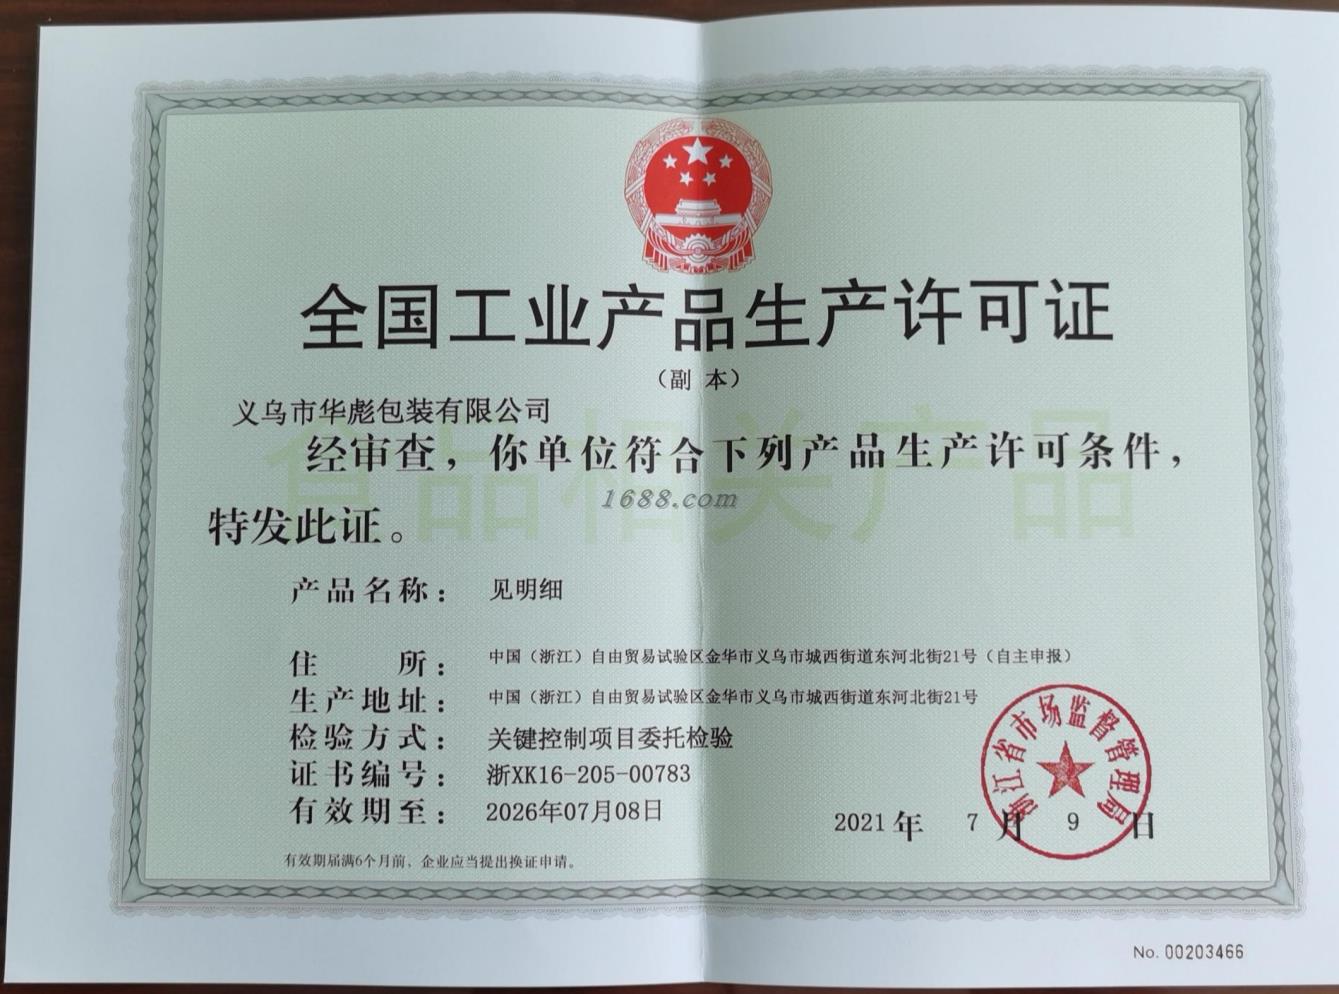 全国工业产品生产许可证
（副 本）
义乌市华彪包装有限公司
食品相关产品
经审查，你单位符合下列产品生产许可条件，
1688.com
特发此证。
产品名称： 见明细
住 所： 中国（浙江）自由贸易试验区金华市义乌市城西街道东河北街21号（自主申报）
生产地址： 中国（浙江）自由贸易试验区金华市义乌市城西街道东河北街21号
检验方式： 关键控制项目委托检验
证书编号： 浙XK16-205-00783
有效期至： 2026年07月08日
浙江省市场监督管理局
2021 年 7 月 9 日
有效期届满6个月前，企业应当提出换证申请。
No. 00203466